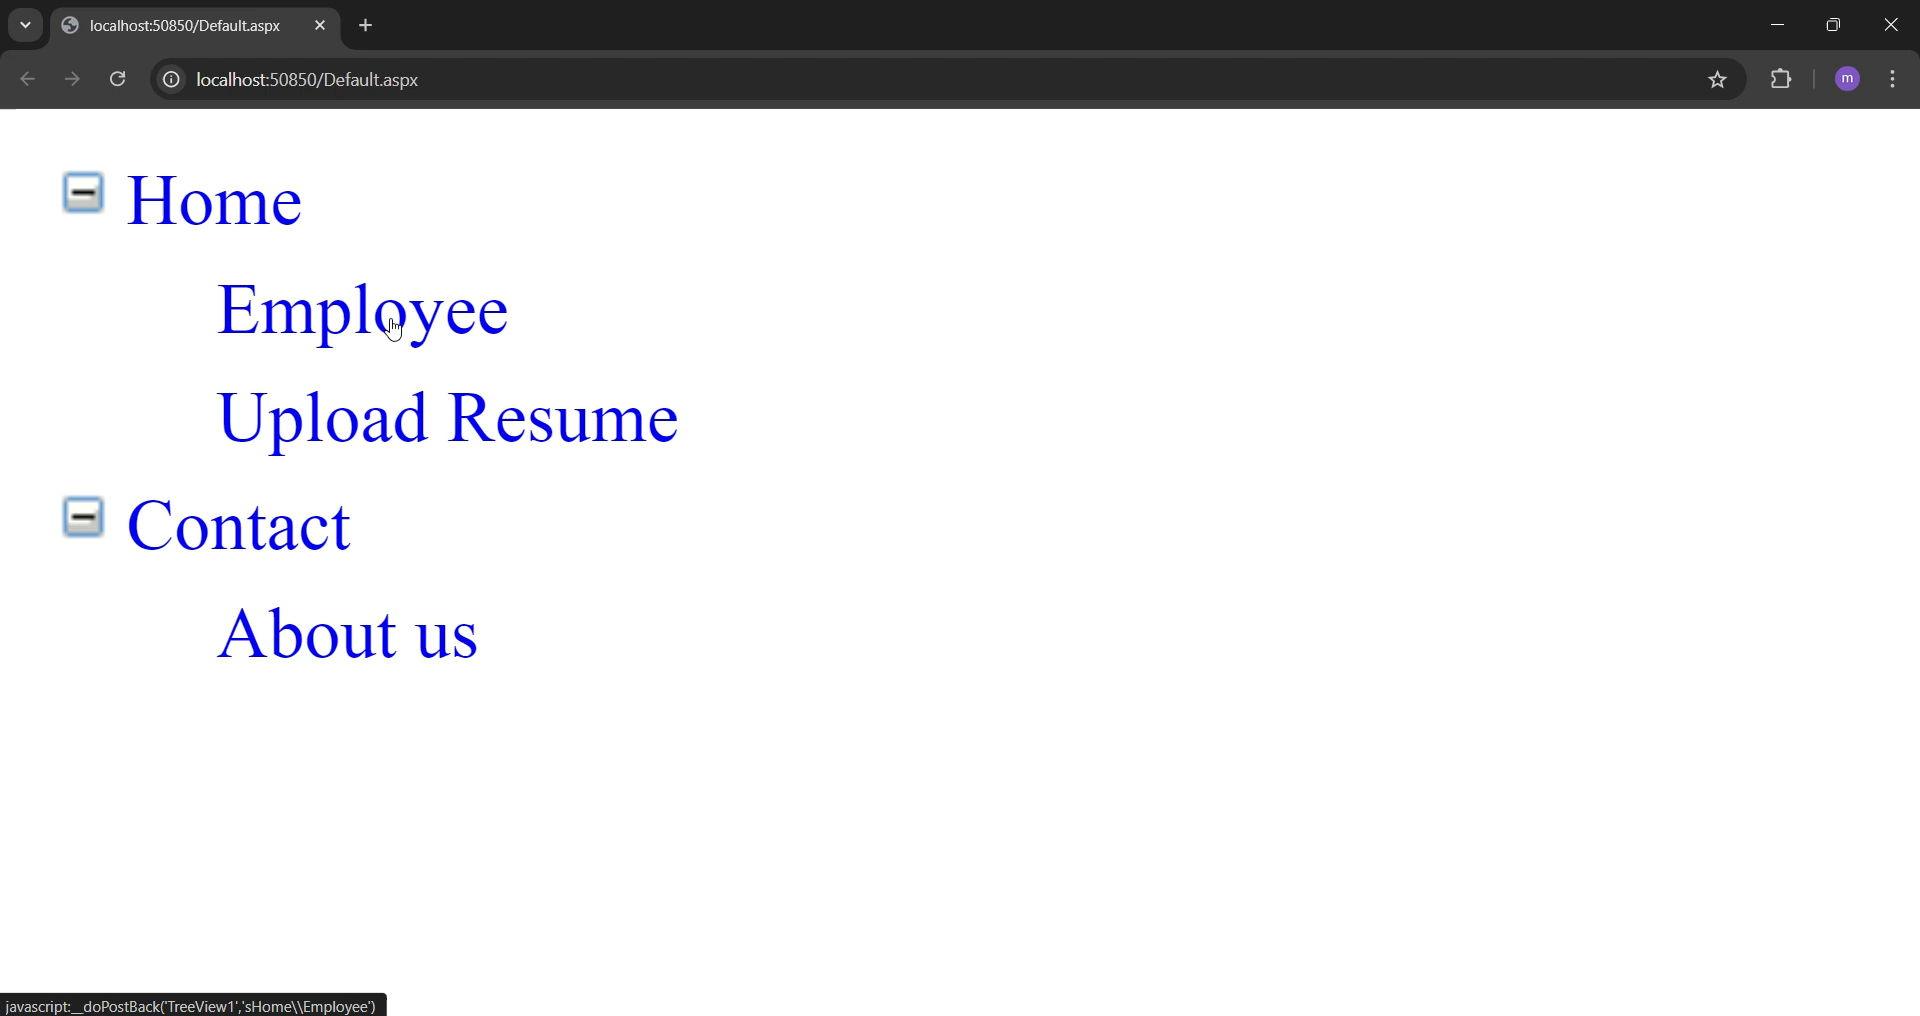 localhost:50850/Default.aspx
localhost:50850/Default.aspx
m
Home
Employee
Upload Resume
Contact
About us
javascript:__doPostBack('TreeView1','sHome\\Employee')